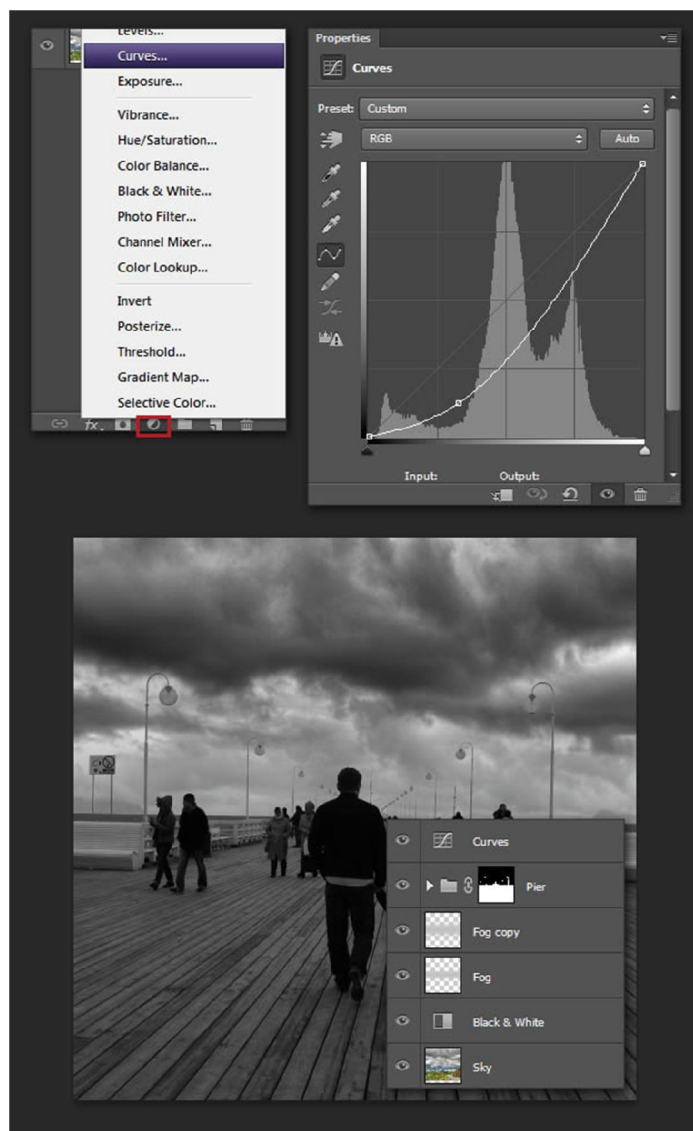 Levels...
Curves...
Exposure...
Vibrance...
Hue/Saturation...
Color Balance...
Black & White...
Photo Filter...
Channel Mixer...
Color Lookup...
Invert
Posterize...
Threshold...
Gradient Map...
Selective Color...
fx.
Properties
Curves
Preset: Custom
RGB
Auto
Input: Output:
Curves
Pier
Fog copy
Fog
Black & White
Sky